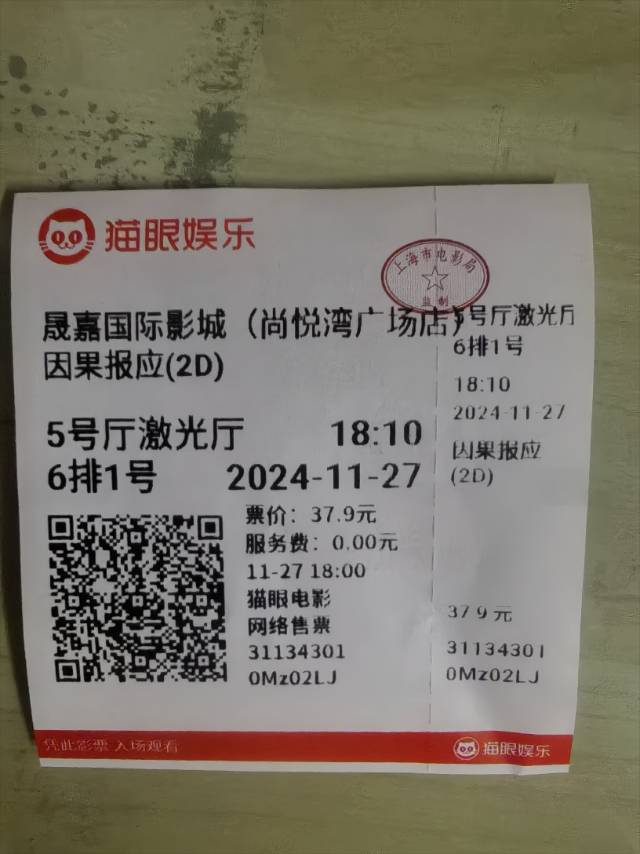 猫眼娱乐
上海市电影局
监制
晟嘉国际影城（尚悦湾广场店）
因果报应(2D)
5号厅激光厅 18:10
6排1号 2024-11-27
票价：37.9元
服务费：0.00元
11-27 18:00
猫眼电影
网络售票
31134301
0Mz02LJ
5号厅激光厅
6排1号
18:10
2024-11-27
因果报应
(2D)
37.9元
31134301
0Mz02LJ
凭此影票 入场观看
猫眼娱乐